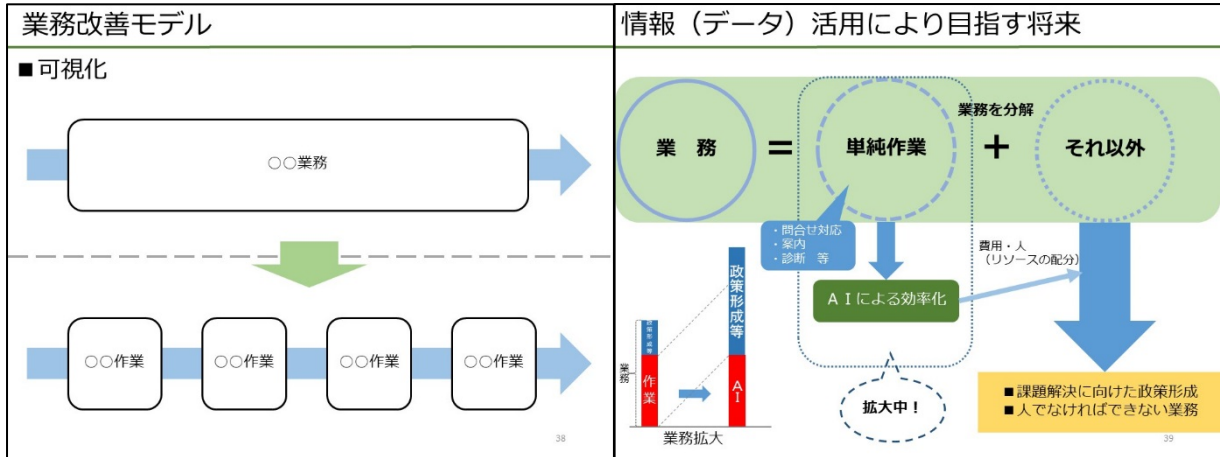 業務改善モデル
■可視化
○○業務
○○作業
○○作業
○○作業
○○作業
38
情報（データ）活用により目指す将来
業　務
＝
単純作業
業務を分解
＋
それ以外
・問合せ対応
・案内
・診断　等
費用・人
（リソースの配分）
ＡＩによる効率化
政策形成等
政策形成等
業務
作業
ＡＩ
業務拡大
拡大中！
■課題解決に向けた政策形成
■人でなければできない業務
39